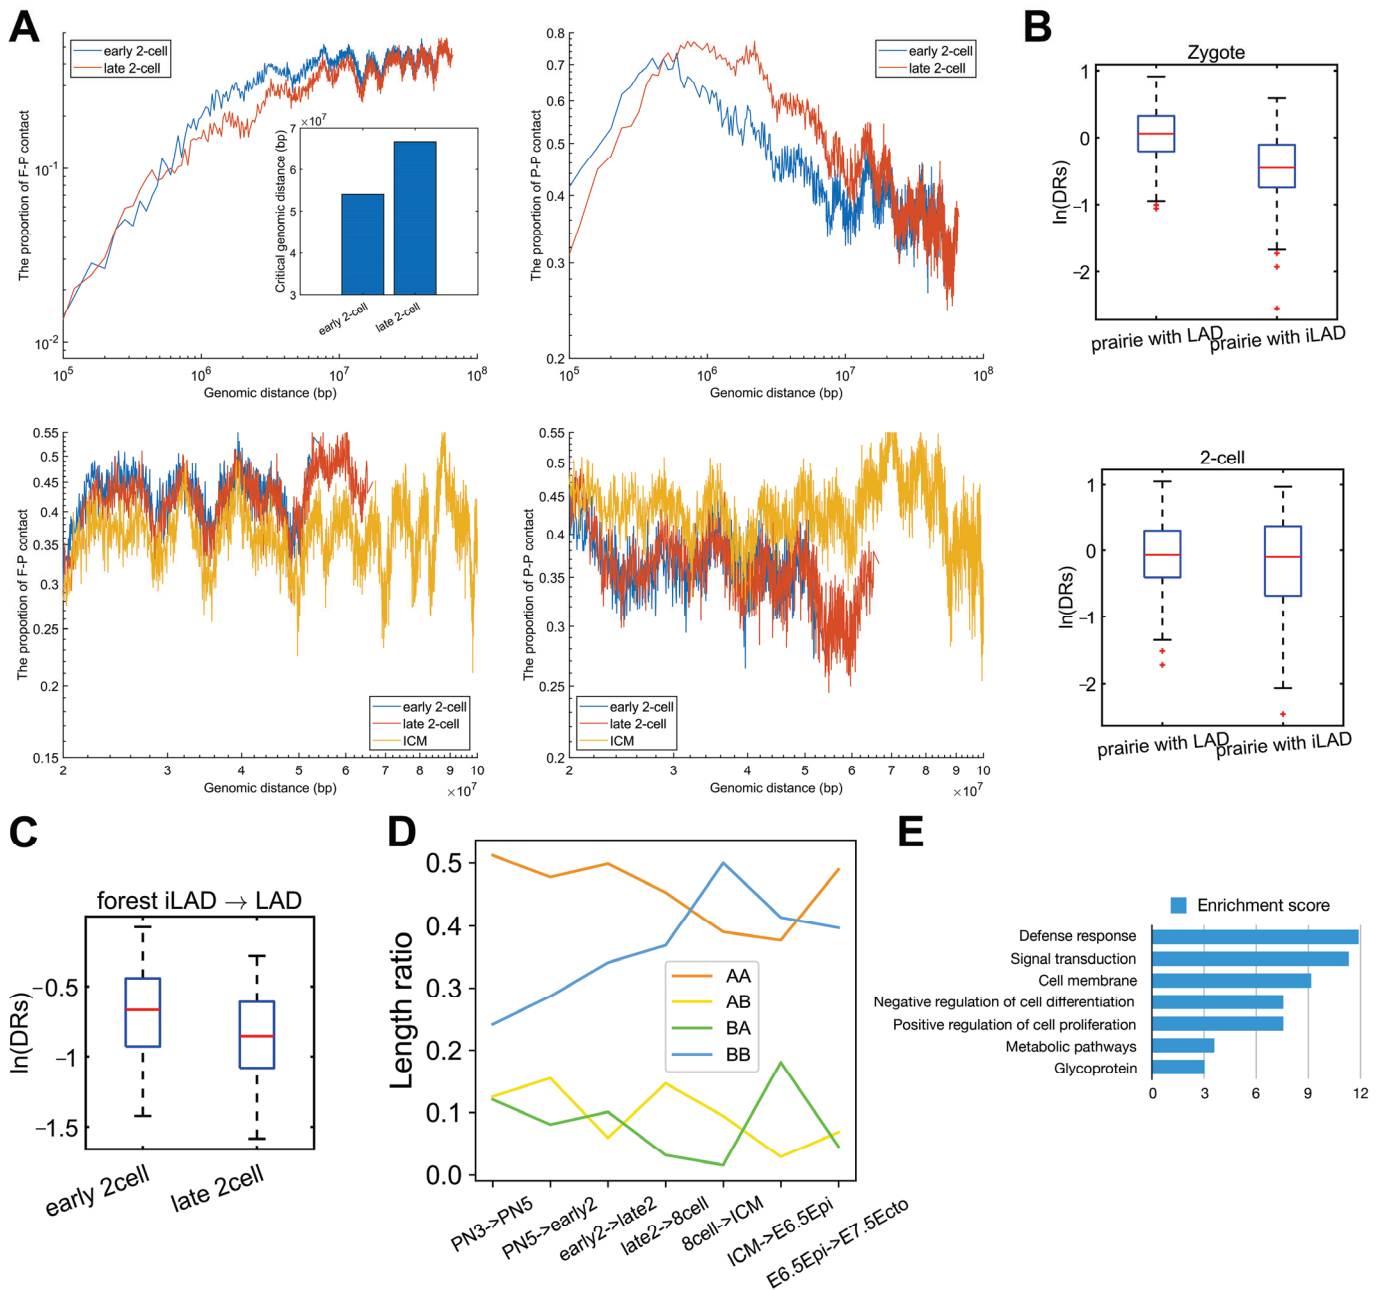 A
early 2-cell
late 2-cell
The proportion of F-P contact
10^-1
10^-2
10^5 10^6 10^7 10^8
Genomic distance (bp)
×10^7
Critical genomic distance (bp)
7
6
5
4
3
early 2-cell
late 2-cell
early 2-cell
late 2-cell
The proportion of P-P contact
0.8
0.7
0.6
0.5
0.4
0.3
0.2
10^5 10^6 10^7 10^8
Genomic distance (bp)
The proportion of F-P contact
0.55
0.5
0.45
0.4
0.35
0.3
0.25
0.2
0.15
early 2-cell
late 2-cell
ICM
2 3 4 5 6 7 8 9 10
Genomic distance (bp)
×10^7
The proportion of P-P contact
0.55
0.5
0.45
0.4
0.35
0.3
0.25
0.2
early 2-cell
late 2-cell
ICM
2 3 4 5 6 7 8 9 10
Genomic distance (bp)
×10^7
B
Zygote
ln(DRs)
1
0
−1
−2
prairie with LAD
prairie with iLAD
2-cell
ln(DRs)
1
0
−1
−2
prairie with LAD
prairie with iLAD
C
forest iLAD → LAD
ln(DRs)
−0.5
−1
−1.5
early 2cell
late 2cell
D
Length ratio
0.5
0.4
0.3
0.2
0.1
0.0
AA
AB
BA
BB
PN3->PN5
PN5->early2
early2->late2
late2->8cell
8cell->ICM
ICM->E6.5Epi
E6.5Epi->E7.5Ecto
E
Enrichment score
Defense response
Signal transduction
Cell membrane
Negative regulation of cell differentiation
Positive regulation of cell proliferation
Metabolic pathways
Glycoprotein
0 3 6 9 12